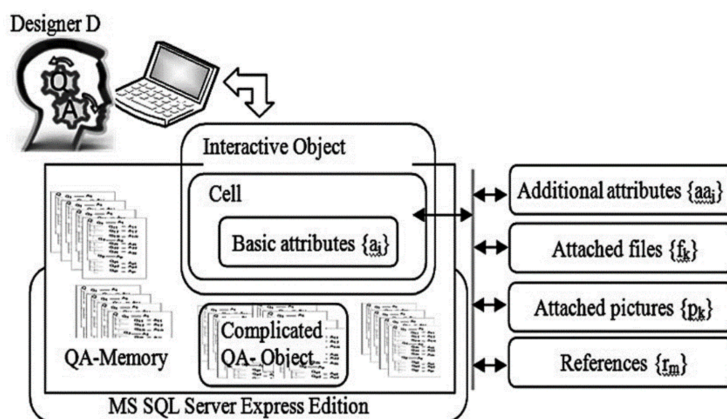 Designer D
Q
A
Interactive Object
Cell
Basic attributes {ai}
Additional attributes {aaj}
Attached files {fk}
Attached pictures {pk}
References {rm}
QA-Memory
Complicated
QA- Object
MS SQL Server Express Edition